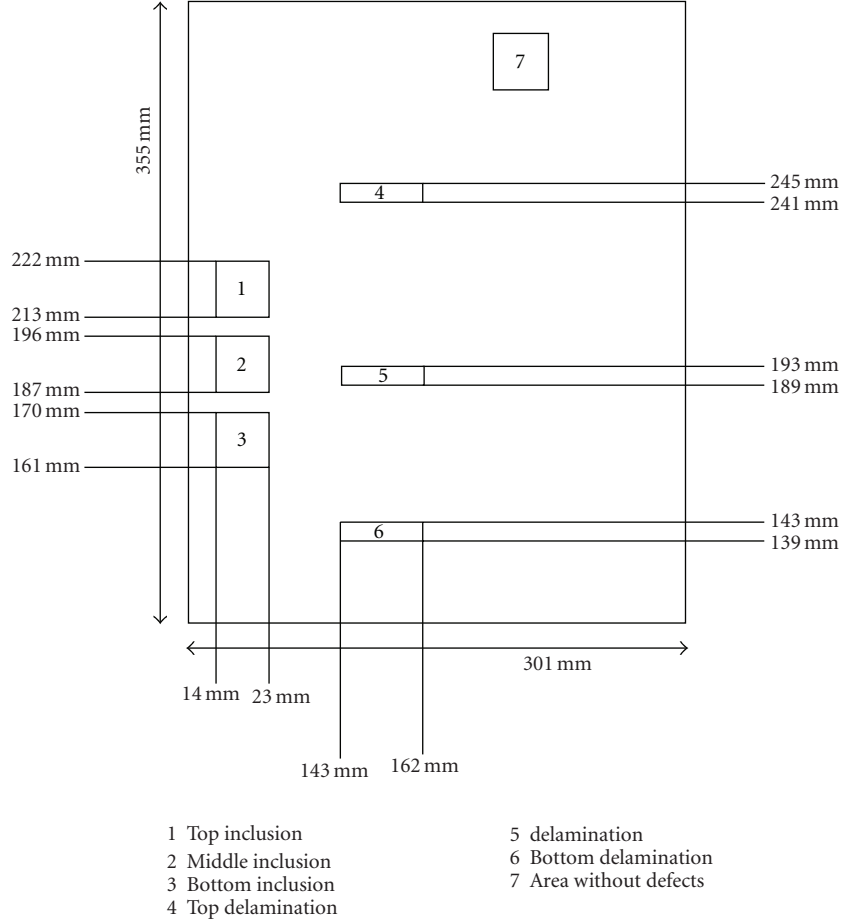 7
355 mm
245 mm
4
241 mm
222 mm
1
213 mm
196 mm
193 mm
2
5
189 mm
187 mm
170 mm
3
161 mm
143 mm
6
139 mm
301 mm
14 mm 23 mm
143 mm 162 mm
1 Top inclusion
2 Middle inclusion
3 Bottom inclusion
4 Top delamination
5 delamination
6 Bottom delamination
7 Area without defects